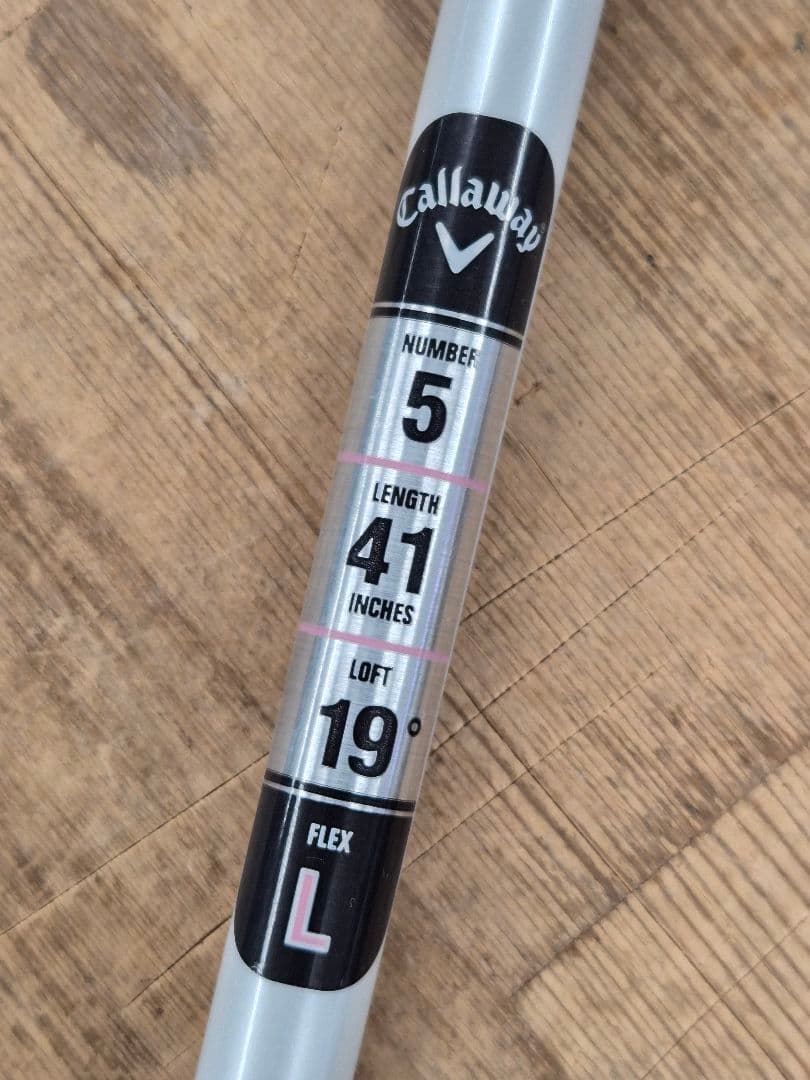 Callaway
NUMBER
5
LENGTH
41
INCHES
LOFT
19°
FLEX
L